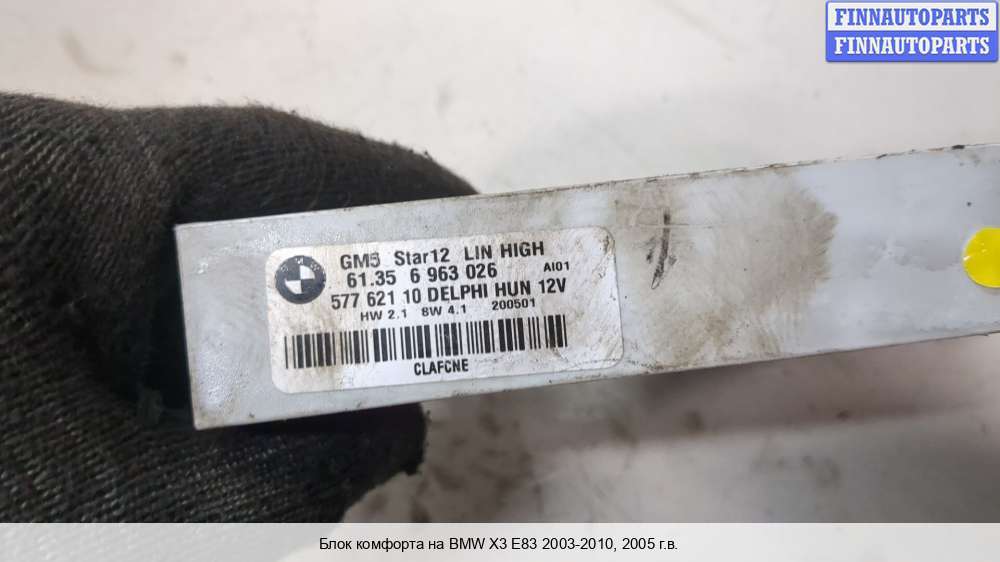 FINNAUTOPARTS
FINNAUTOPARTS
GM5 Star12 LIN HIGH
61.35 6 963 026 AI01
577 621 10 DELPHI HUN 12V
HW 2.1 SW 4.1 200501
CLAFCNE
Блок комфорта на BMW X3 E83 2003-2010, 2005 г.в.